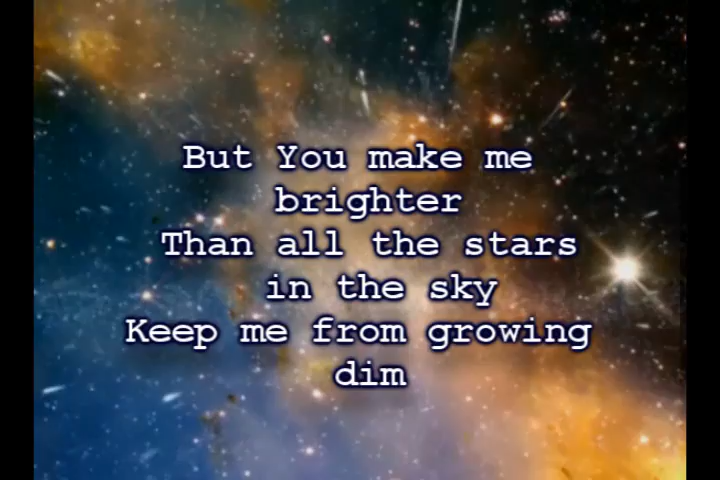 But You make me
brighter
Than all the stars
in the sky
Keep me from growing
dim